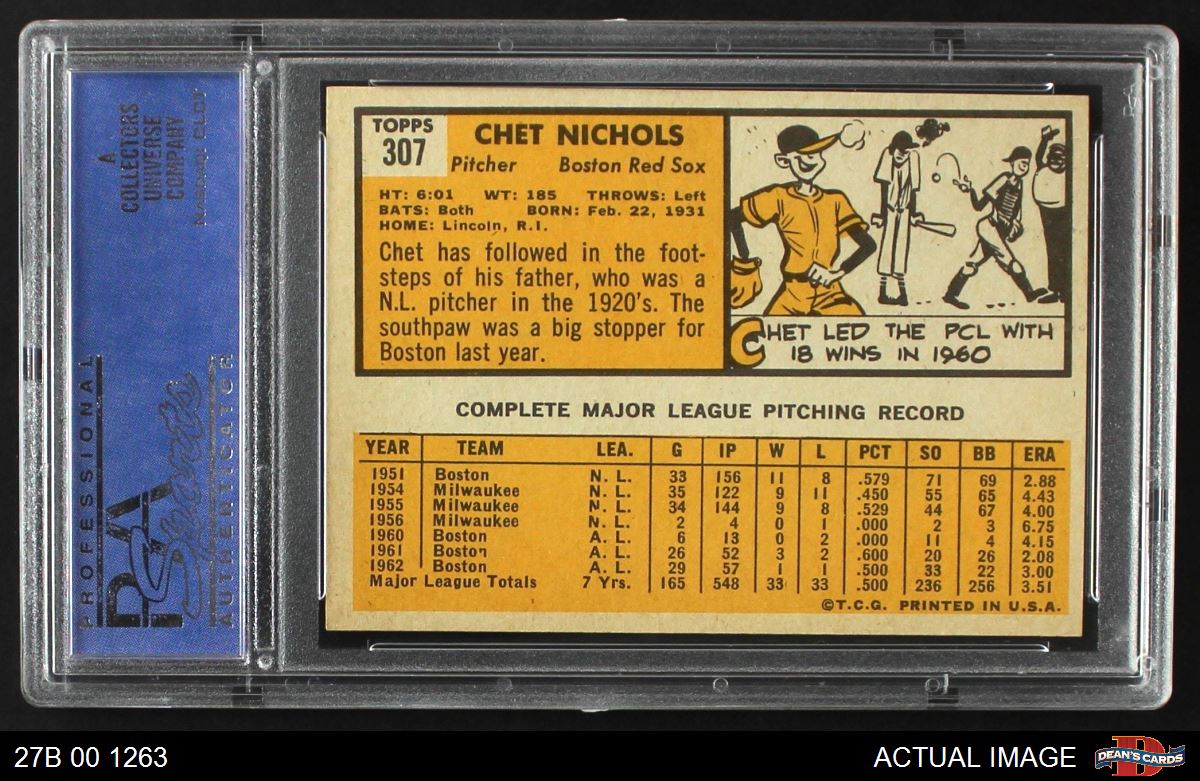 A
COLLECTORS
UNIVERSE
COMPANY
PROFESSIONAL
PSA
Sports
AUTHENTICATOR
TOPPS
307
CHET NICHOLS
Pitcher Boston Red Sox
HT: 6:01 WT: 185 THROWS: Left
BATS: Both BORN: Feb. 22, 1931
HOME: Lincoln, R.I.
Chet has followed in the foot-
steps of his father, who was a
N.L. pitcher in the 1920's. The
southpaw was a big stopper for
Boston last year.
CHET LED THE PCL WITH
18 WINS IN 1960
COMPLETE MAJOR LEAGUE PITCHING RECORD
YEAR TEAM LEA. G IP W L PCT SO BB ERA
1951 Boston N. L. 33 156 11 8 .579 71 69 2.88
1954 Milwaukee N. L. 35 122 9 11 .450 55 65 4.43
1955 Milwaukee N. L. 34 144 9 8 .529 44 67 4.00
1956 Milwaukee N. L. 2 4 0 1 .000 2 3 6.75
1960 Boston A. L. 6 13 0 2 .000 11 4 4.15
1961 Boston A. L. 26 52 3 2 .600 20 26 2.08
1962 Boston A. L. 29 57 1 1 .500 33 22 3.00
Major League Totals 7 Yrs. 165 548 33 33 .500 236 256 3.51
©T.C.G. PRINTED IN U.S.A.
27B 00 1263
ACTUAL IMAGE
D
DEAN'S CARDS